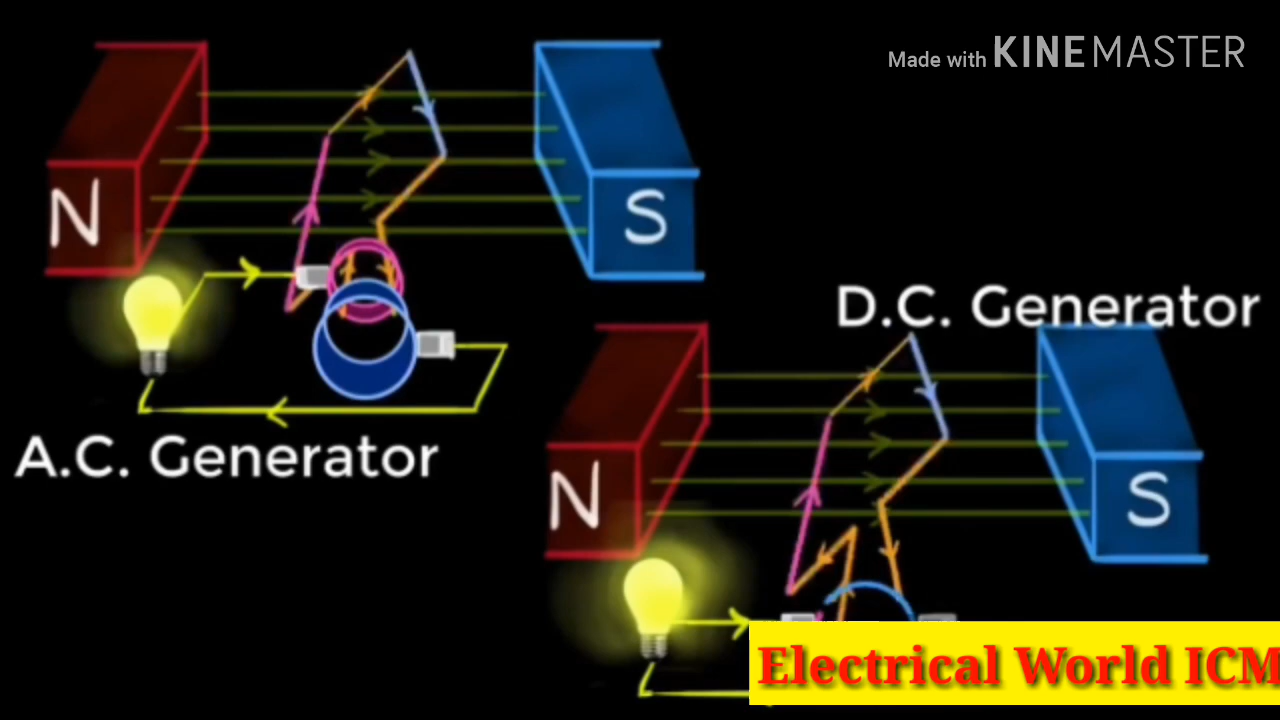 Made with KINEMASTER
N
S
A.C. Generator
D.C. Generator
N
S
Electrical World ICM